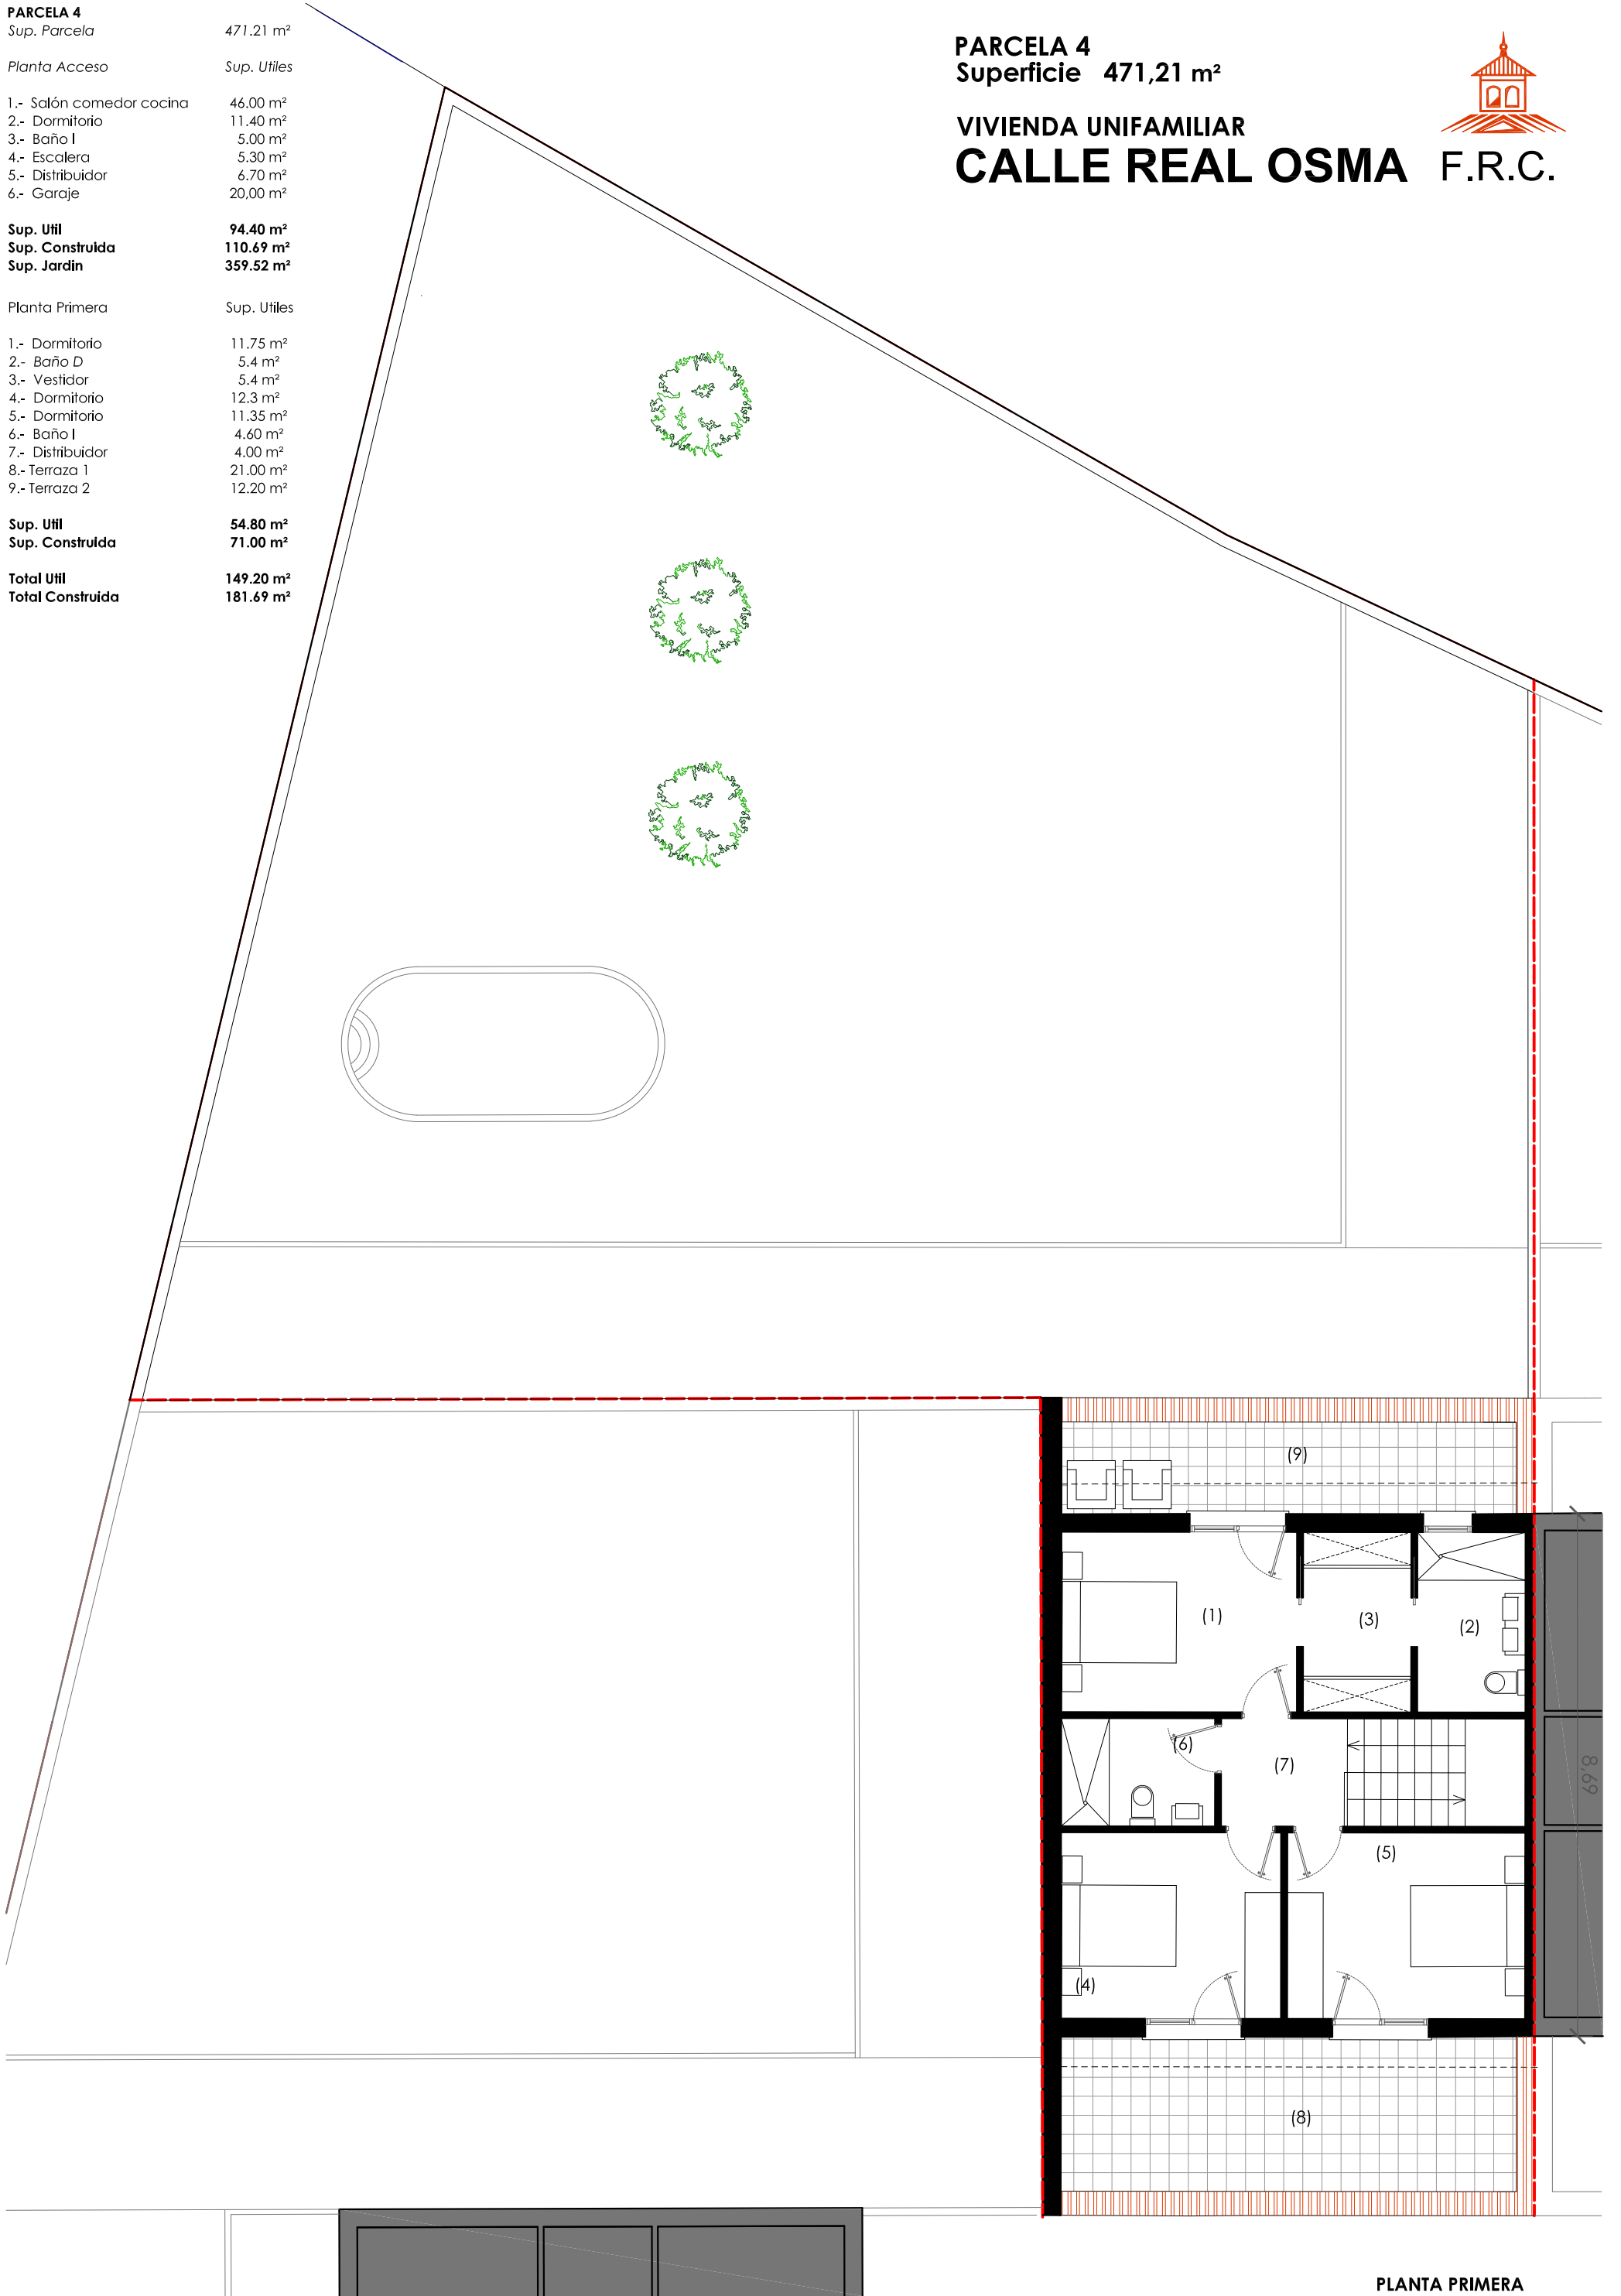 PARCELA 4
Sup. Parcela 471.21 m²
Planta Acceso Sup. Utiles
1.- Salón comedor cocina 46.00 m²
2.- Dormitorio 11.40 m²
3.- Baño I 5.00 m²
4.- Escalera 5.30 m²
5.- Distribuidor 6.70 m²
6.- Garaje 20,00 m²
Sup. Util 94.40 m²
Sup. Construida 110.69 m²
Sup. Jardin 359.52 m²
Planta Primera Sup. Utiles
1.- Dormitorio 11.75 m²
2.- Baño D 5.4 m²
3.- Vestidor 5.4 m²
4.- Dormitorio 12.3 m²
5.- Dormitorio 11.35 m²
6.- Baño I 4.60 m²
7.- Distribuidor 4.00 m²
8.- Terraza 1 21.00 m²
9.- Terraza 2 12.20 m²
Sup. Util 54.80 m²
Sup. Construida 71.00 m²
Total Util 149.20 m²
Total Construida 181.69 m²
PARCELA 4
Superficie 471,21 m²
VIVIENDA UNIFAMILIAR
CALLE REAL OSMA
F.R.C.
(9)
(1)
(3)
(2)
(6)
(7)
8,69
(5)
(4)
(8)
PLANTA PRIMERA